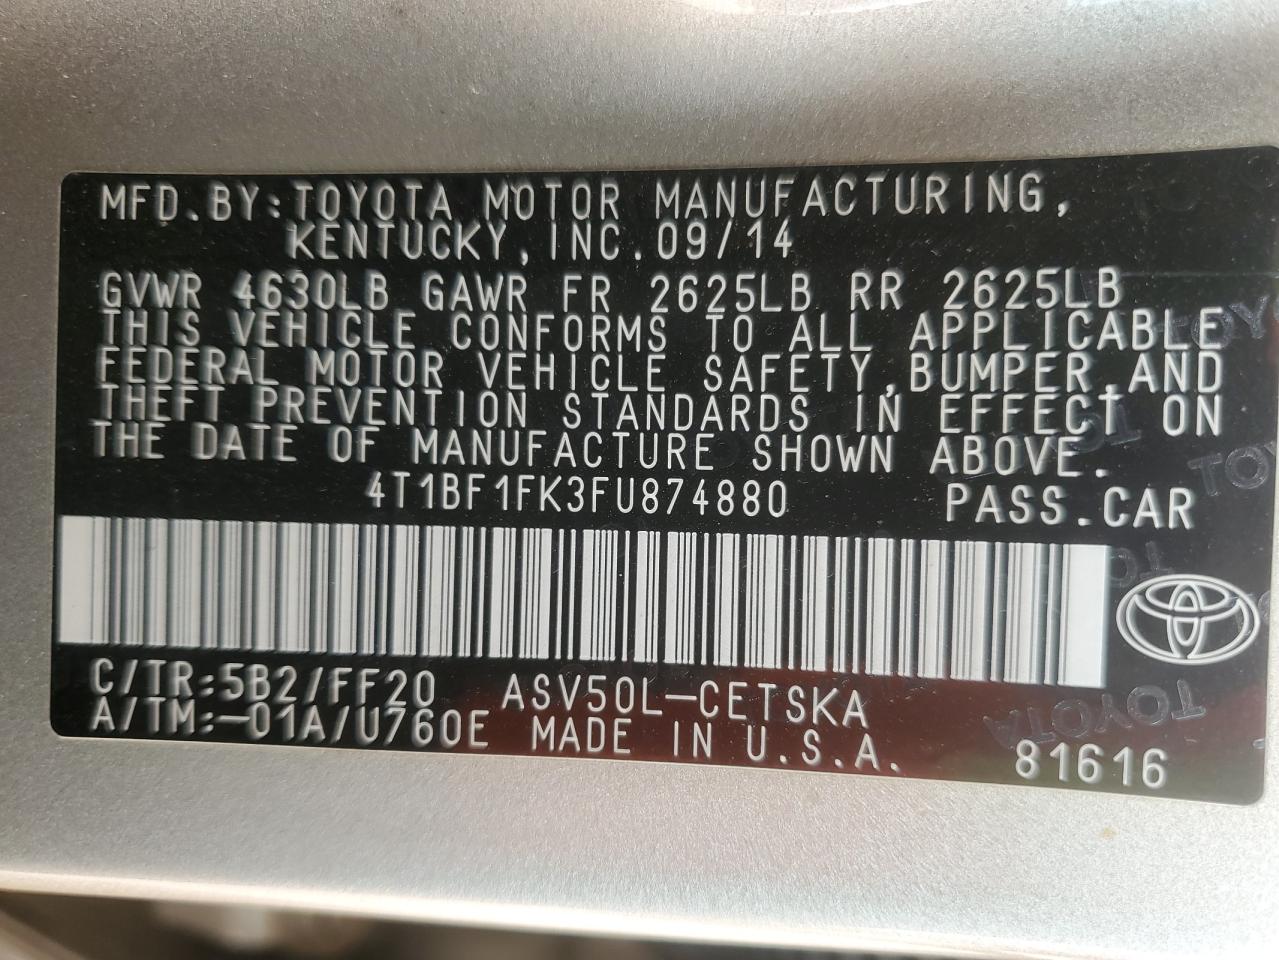 MFD.BY:TOYOTA MOTOR MANUFACTURING,
KENTUCKY,INC.09/14
GVWR 4630LB GAWR FR 2625LB RR 2625LB
THIS VEHICLE CONFORMS TO ALL APPLICABLE
FEDERAL MOTOR VEHICLE SAFETY,BUMPER,AND
THEFT PREVENTION STANDARDS IN EFFECT ON
THE DATE OF MANUFACTURE SHOWN ABOVE.
4T1BF1FK3FU874880 PASS.CAR
C/TR:5B2/FF20 ASV50L-CETSKA
A/TM:-01A/U760E MADE IN U.S.A.
81616
TOYOTA